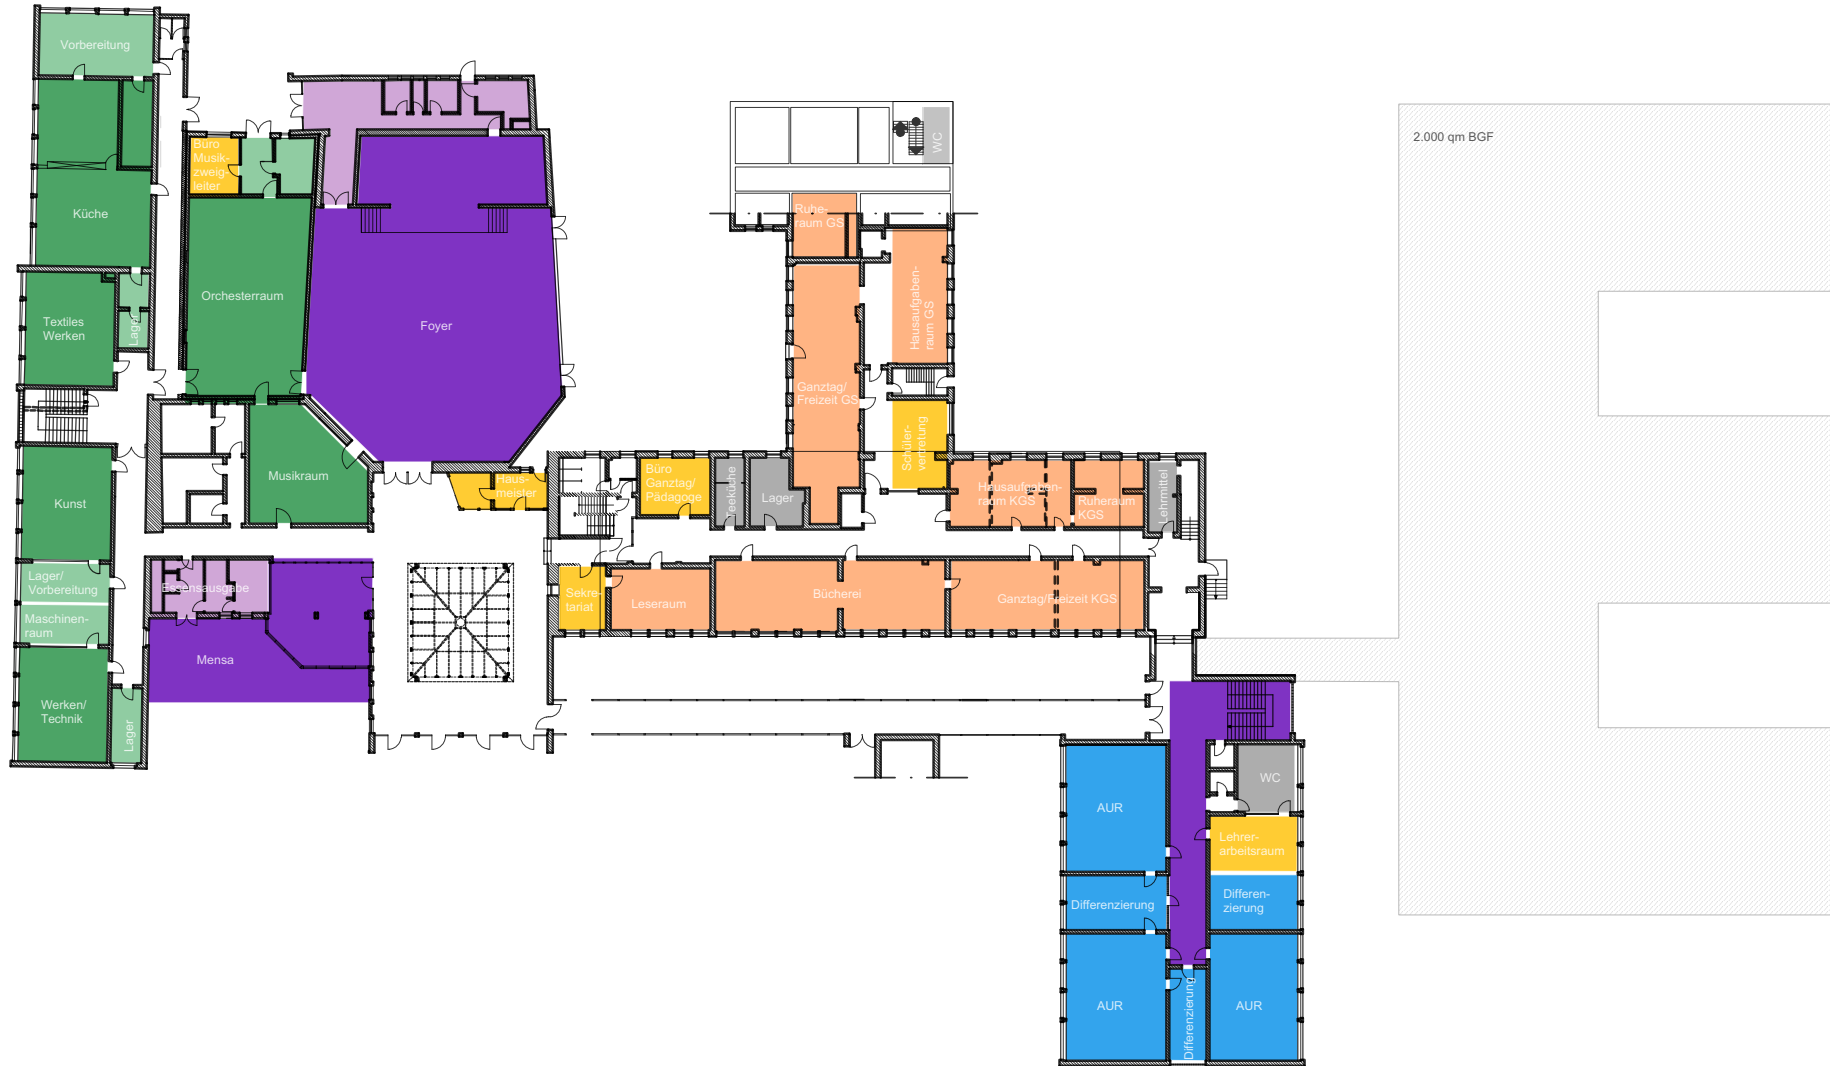 Vorbereitung
Küche
Textiles
Werken
Lager
Kunst
Lager/
Vorbereitung
Maschinen-
raum
Werken/
Technik
Lager
Büro
Musik-
zweig-
leiter
Orchesterraum
Musikraum
Foyer
Essensausgabe
Mensa
Haus-
meister
Büro
Ganztag/
Pädagoge
Teeküche
Lager
Sekre-
tariat
Leseraum
Bücherei
Ganztag/Freizeit KGS
WC
Ruhe-
raum GS
Hausaufgaben-
raum GS
Ganztag/
Freizeit GS
Schüler-
vertretung
Hausaufgaben-
raum KGS
Ruheraum
KGS
Lehrmittel
AUR
WC
Lehrer-
arbeitsraum
Differenzierung
Differen-
zierung
AUR
Differenzierung
AUR
2.000 qm BGF